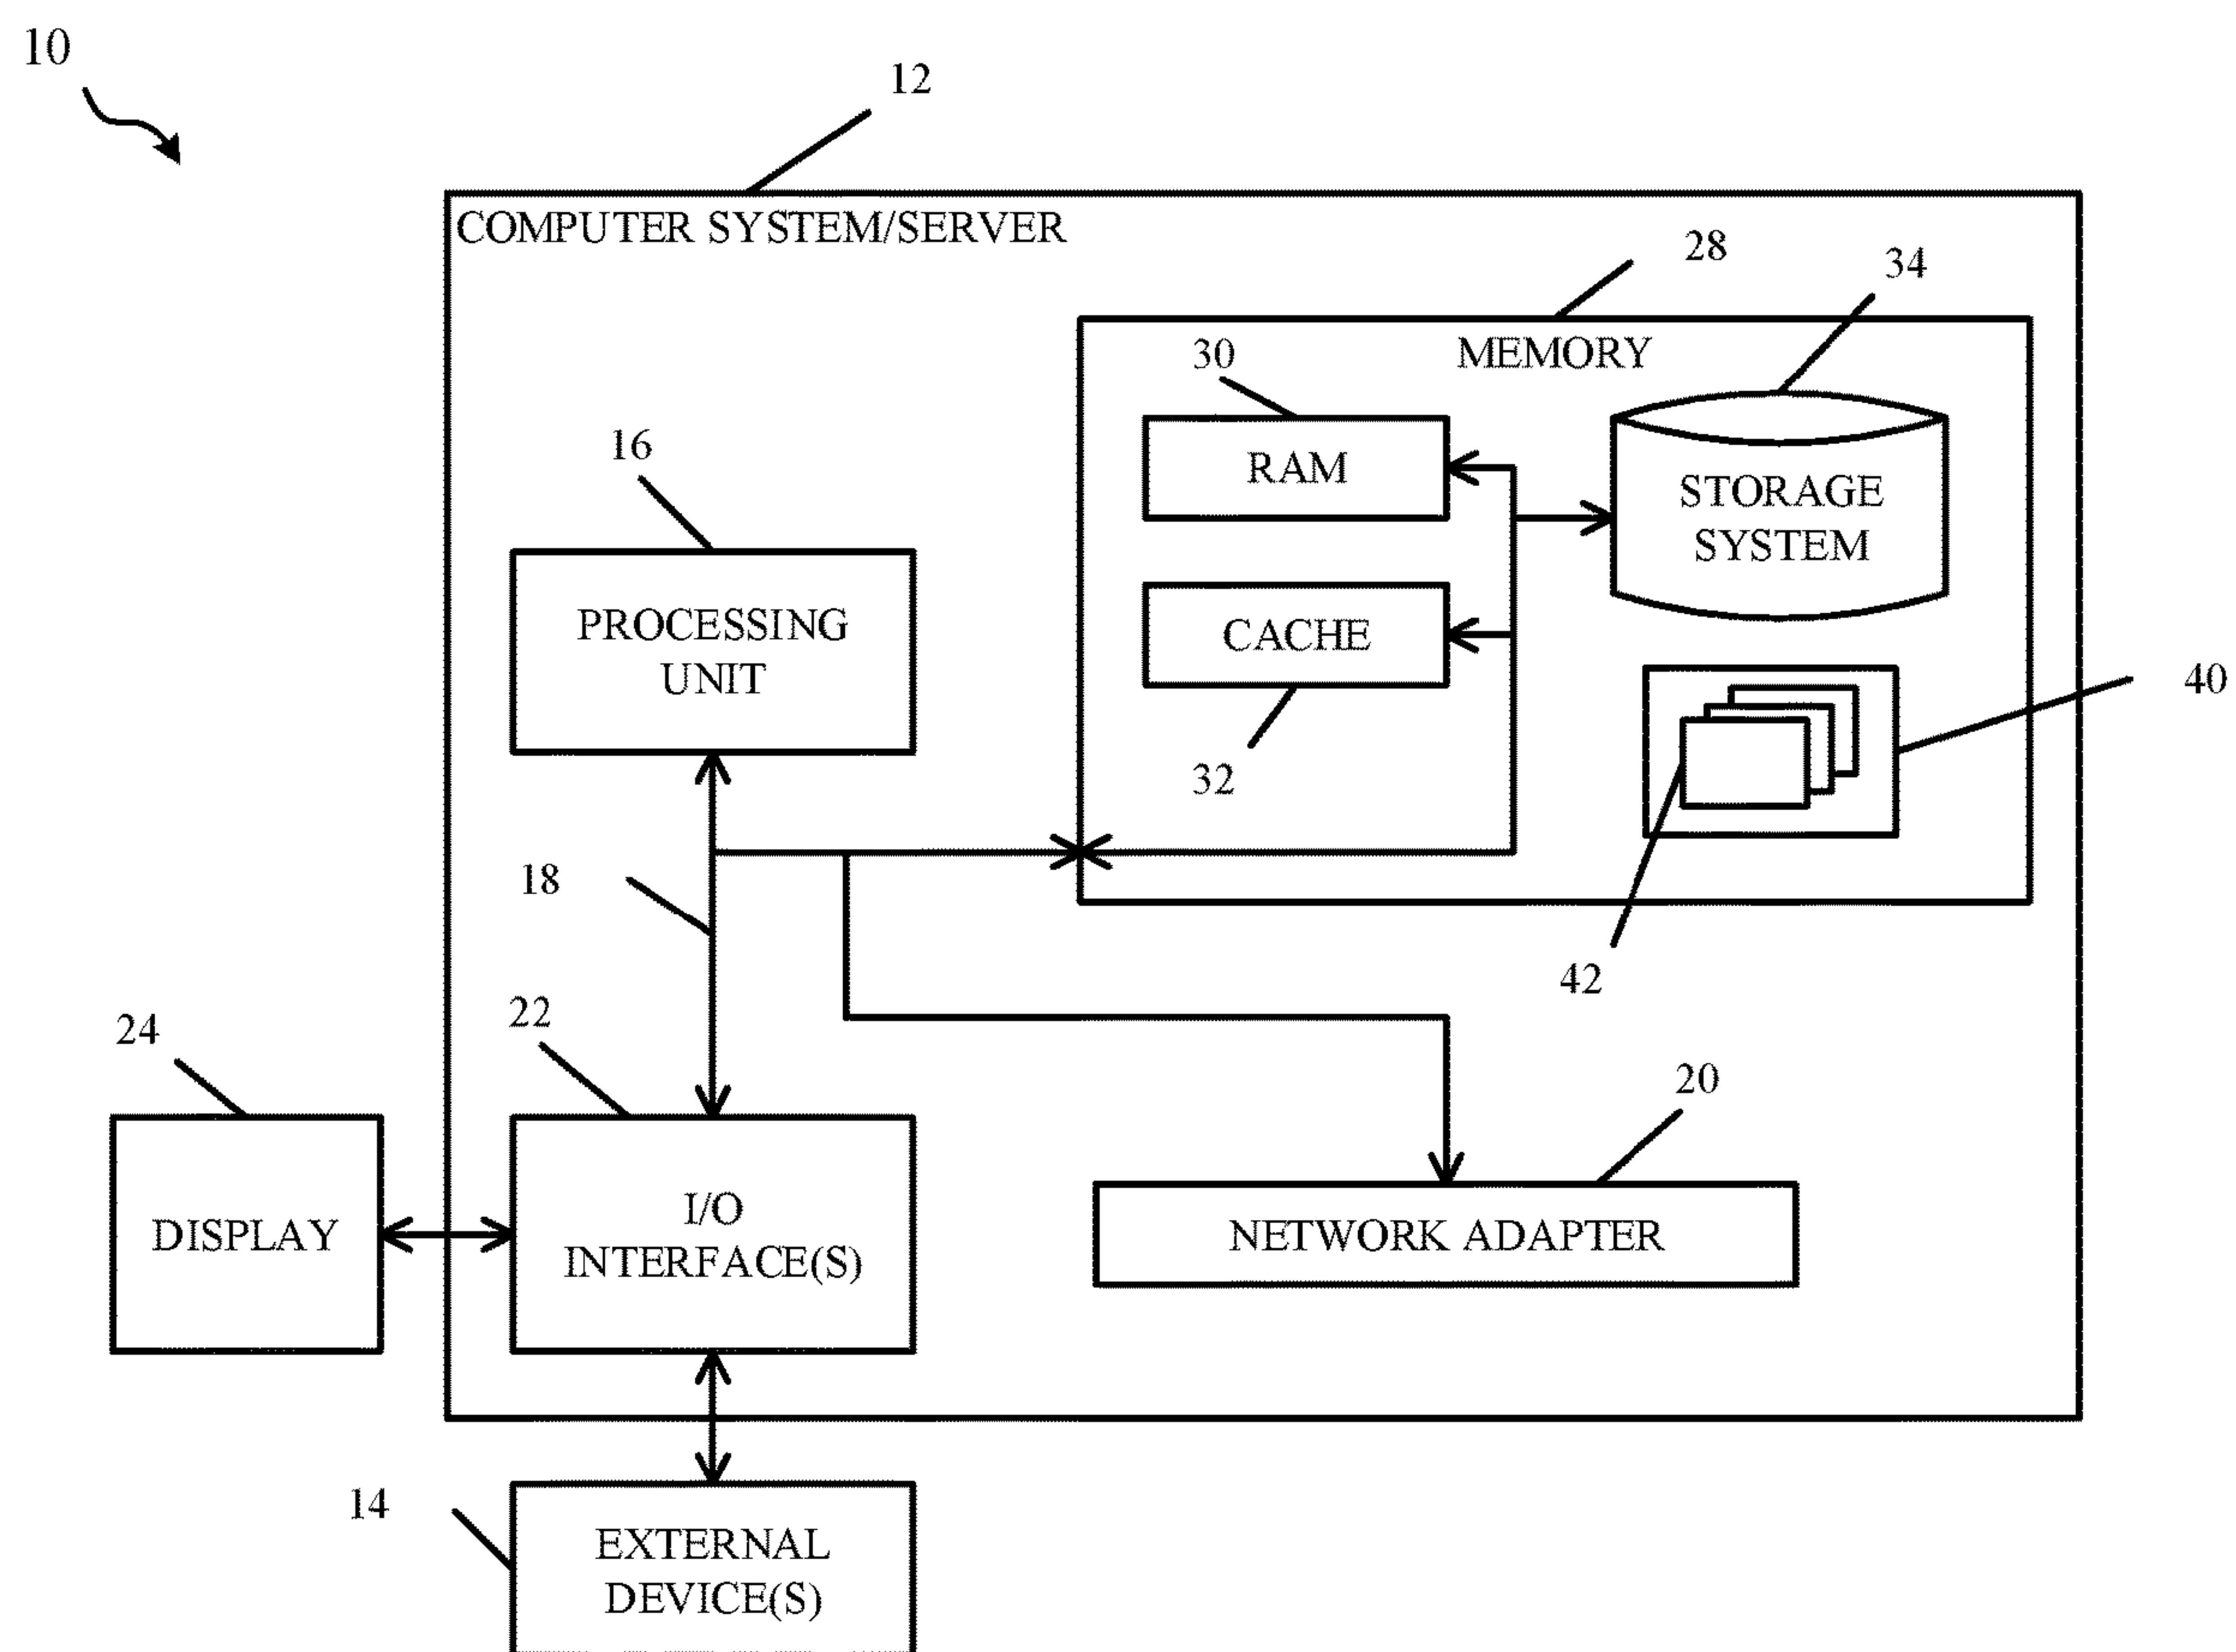 10
12
COMPUTER SYSTEM/SERVER
28
34
MEMORY
30
RAM
STORAGE
SYSTEM
16
PROCESSING
UNIT
CACHE
32
40
18
42
22
24
20
DISPLAY
I/O
INTERFACE(S)
NETWORK ADAPTER
14
EXTERNAL
DEVICE(S)